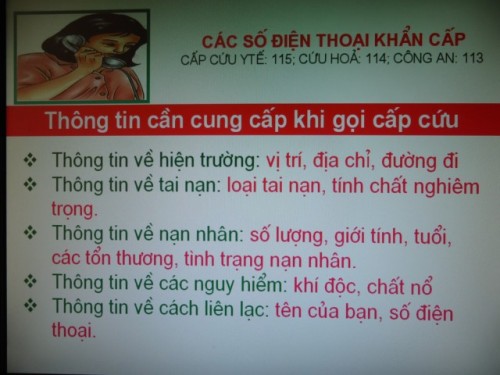 CÁC SỐ ĐIỆN THOẠI KHẨN CẤP
CẤP CỨU YTẾ: 115; CỨU HOẢ: 114; CÔNG AN: 113
Thông tin cần cung cấp khi gọi cấp cứu
❖ Thông tin về hiện trường: vị trí, địa chỉ, đường đi
❖ Thông tin về tai nạn: loại tai nạn, tính chất nghiêm
trọng.
❖ Thông tin về nạn nhân: số lượng, giới tính, tuổi,
các tổn thương, tình trạng nạn nhân.
❖ Thông tin về các nguy hiểm: khí độc, chất nổ
❖ Thông tin về cách liên lạc: tên của bạn, số điện
thoại.